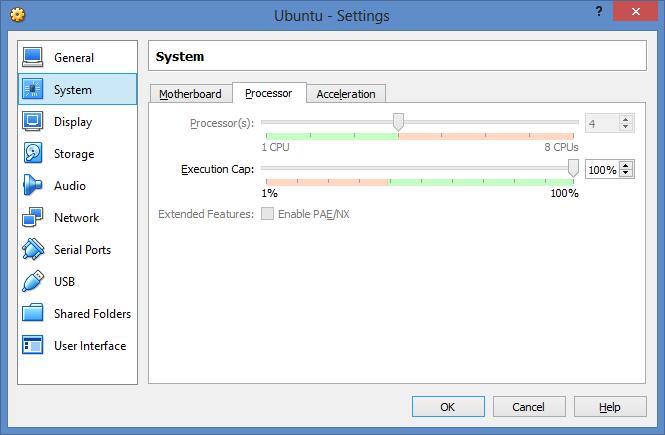 Ubuntu - Settings
?
General
System
Display
Storage
Audio
Network
Serial Ports
USB
Shared Folders
User Interface
System
Motherboard Processor Acceleration
Processor(s): 4
1 CPU 8 CPUs
Execution Cap: 100%
1% 100%
Extended Features: Enable PAE/NX
OK Cancel Help